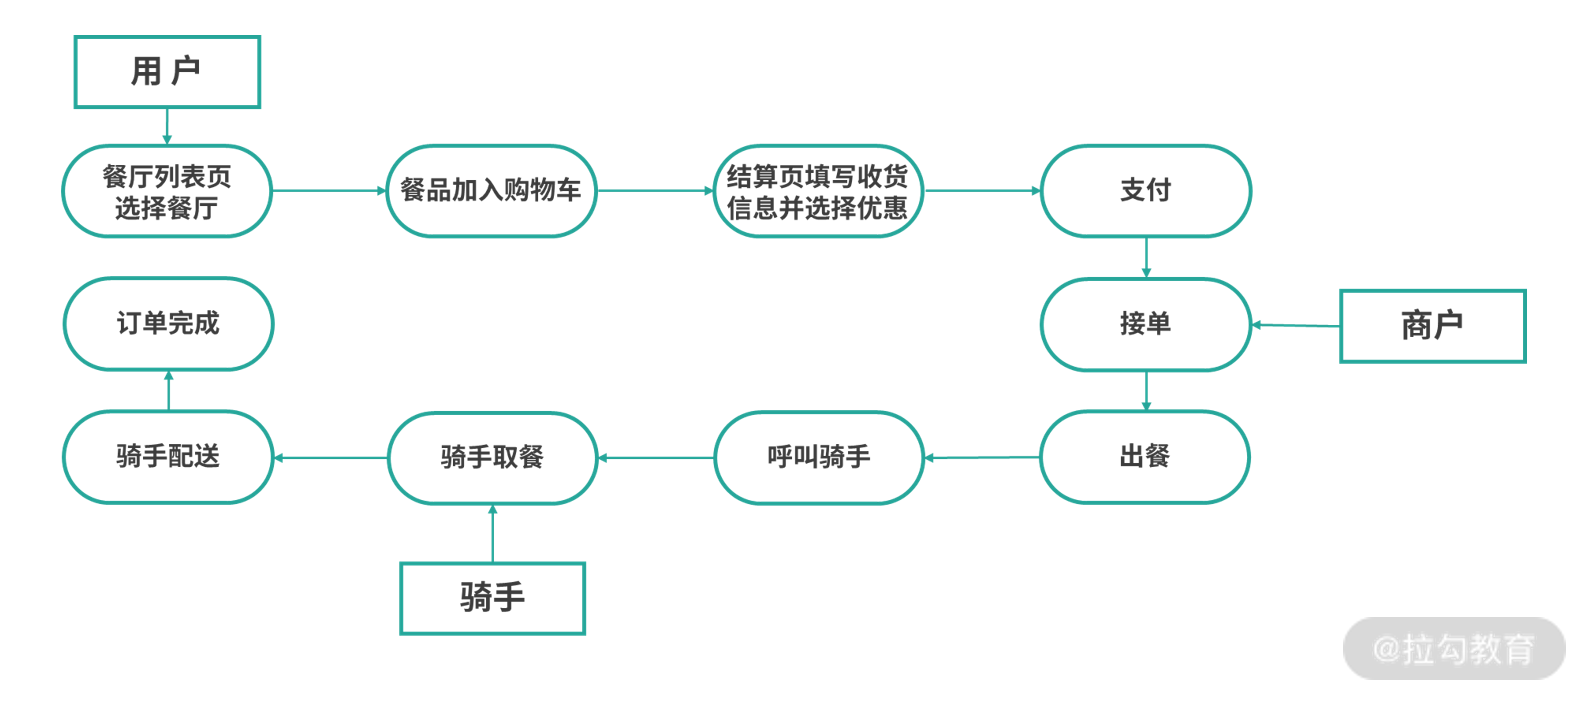 用 户
餐厅列表页
选择餐厅
餐品加入购物车
结算页填写收货
信息并选择优惠
支付
订单完成
接单
商户
骑手配送
骑手取餐
呼叫骑手
出餐
骑手
@拉勾教育